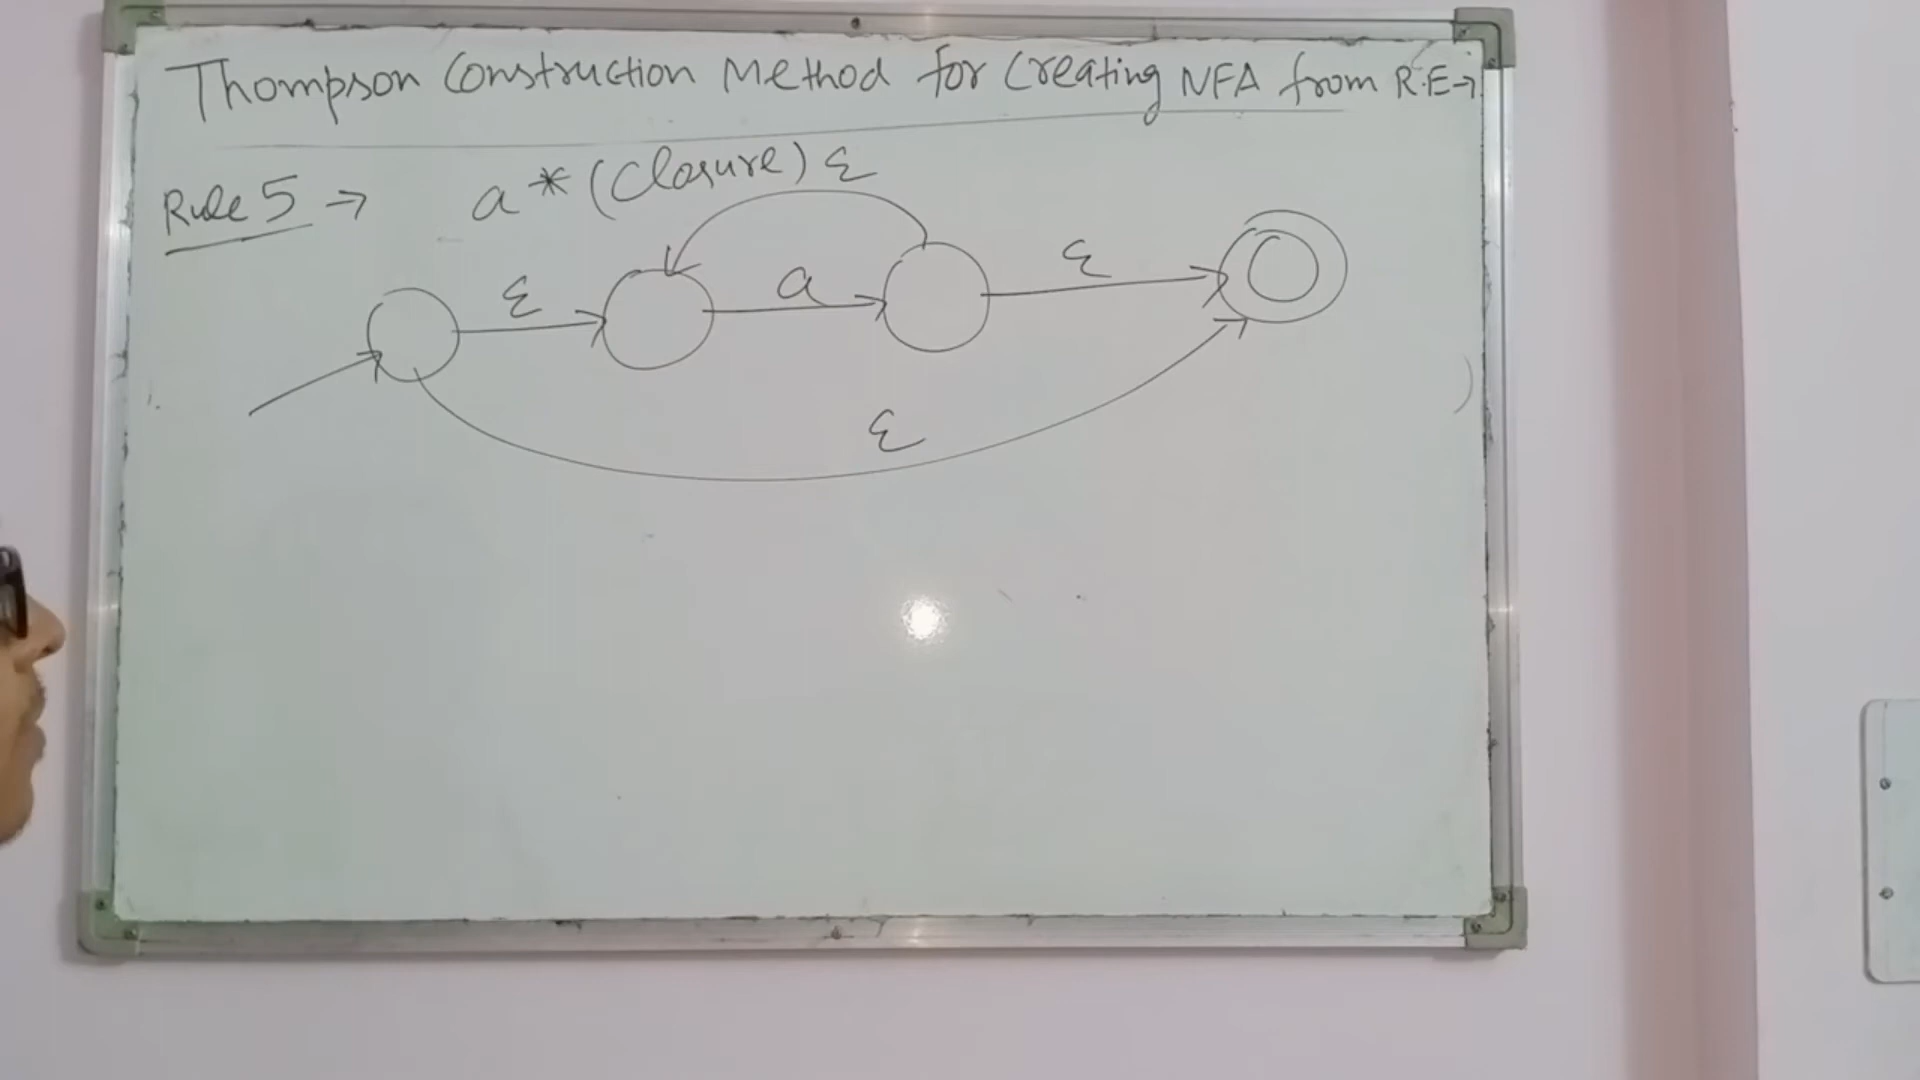 Thompson Construction Method for Creating NFA from R.E→
Rule 5 → a* (Closure) ε
ε a ε
ε